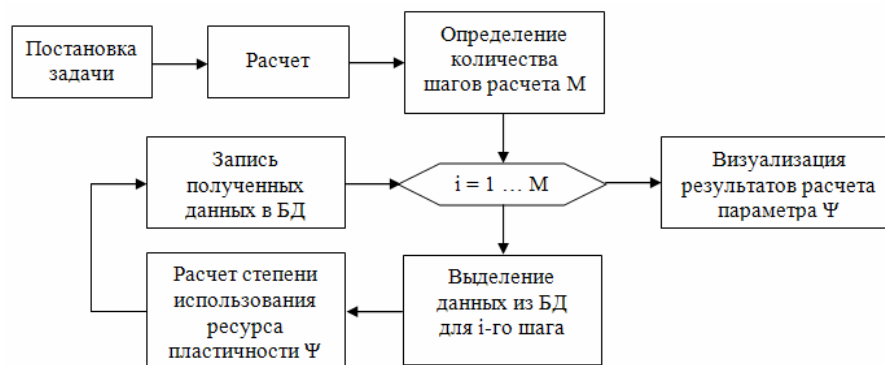 Постановка
задачи
Расчет
Определение
количества
шагов расчета М
Запись
полученных
данных в БД
i = 1 ... М
Визуализация
результатов расчета
параметра Ψ
Расчет степени
использования
ресурса
пластичности Ψ
Выделение
данных из БД
для i-го шага